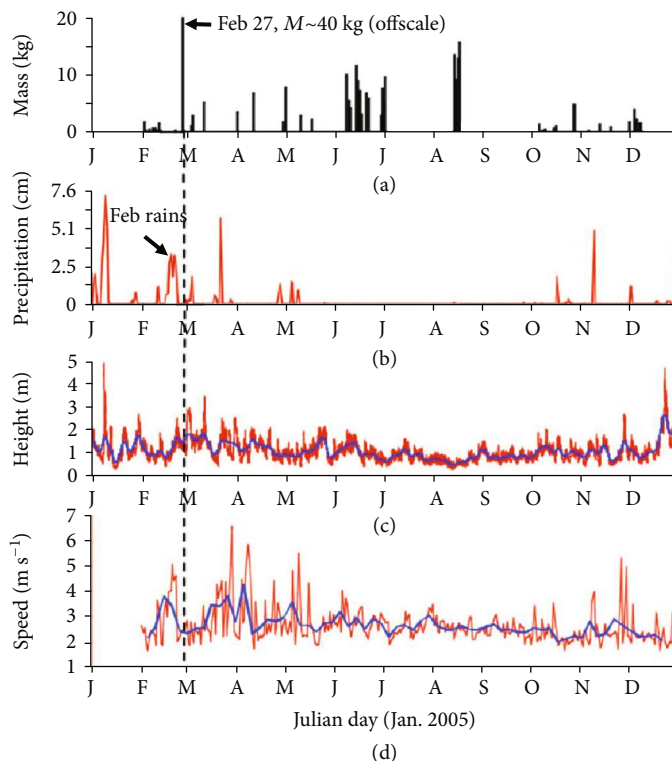 Feb 27, M~40 kg (offscale)
Mass (kg)
20
10
0
J F M A M J J A S O N D
(a)
Precipitation (cm)
7.6
5.1
2.5
0
Feb rains
J F M A M J J A S O N D
(b)
Height (m)
5
4
3
2
1
0
J F M A M J J A S O N D
(c)
Speed (m s⁻¹)
7
6
5
4
3
2
1
J F M A M J J A S O N D
Julian day (Jan. 2005)
(d)